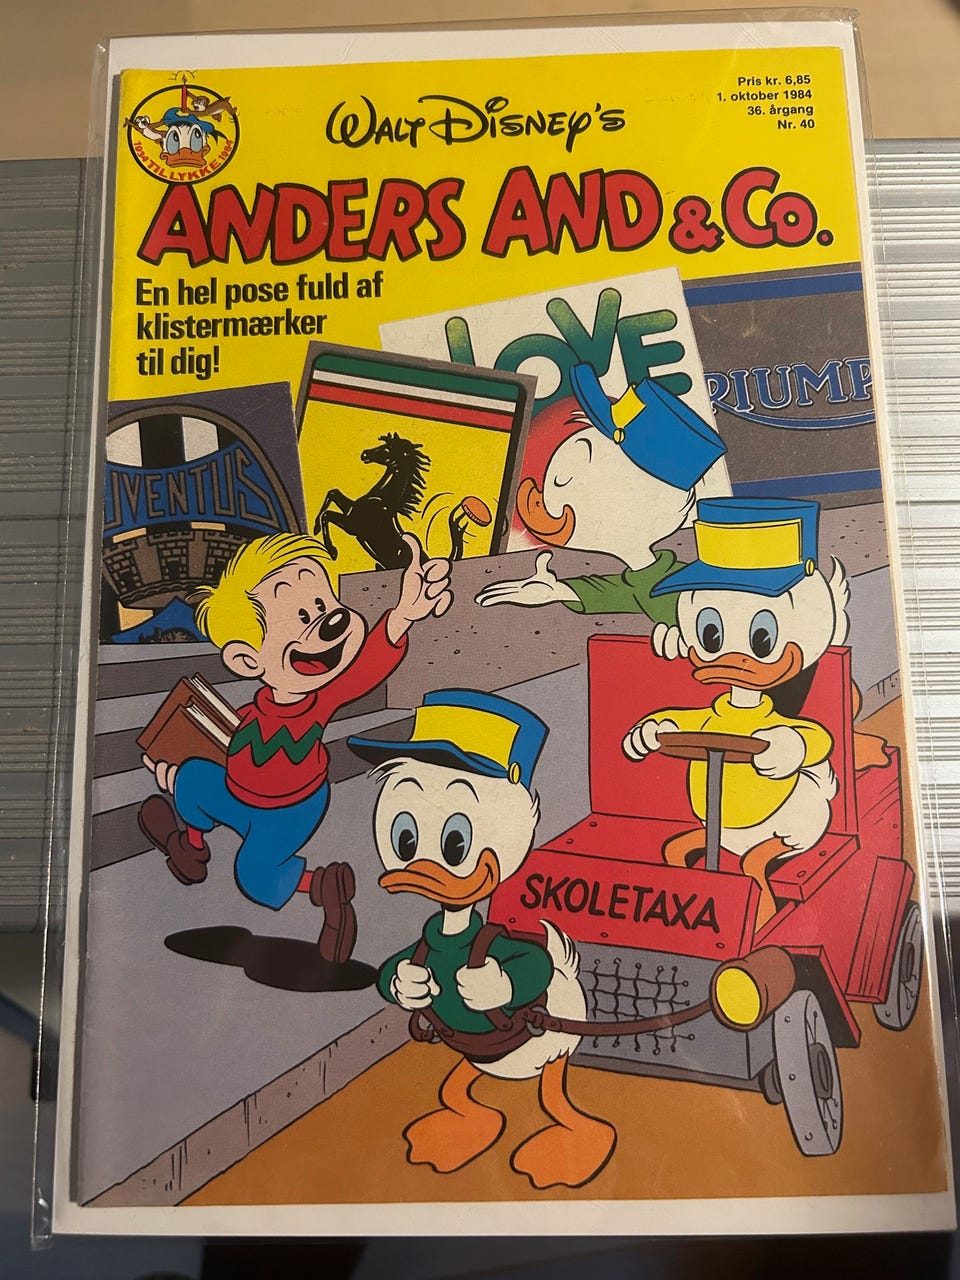 Pris kr. 6,85
1. oktober 1984
36. årgang
Nr. 40
1934 TILLYKKE 1984
WALT DISNEY'S
ANDERS AND & Co.
En hel pose fuld af
klistermærker
til dig!
LOVE
RIUMP
UVENTUS
SKOLETAXA